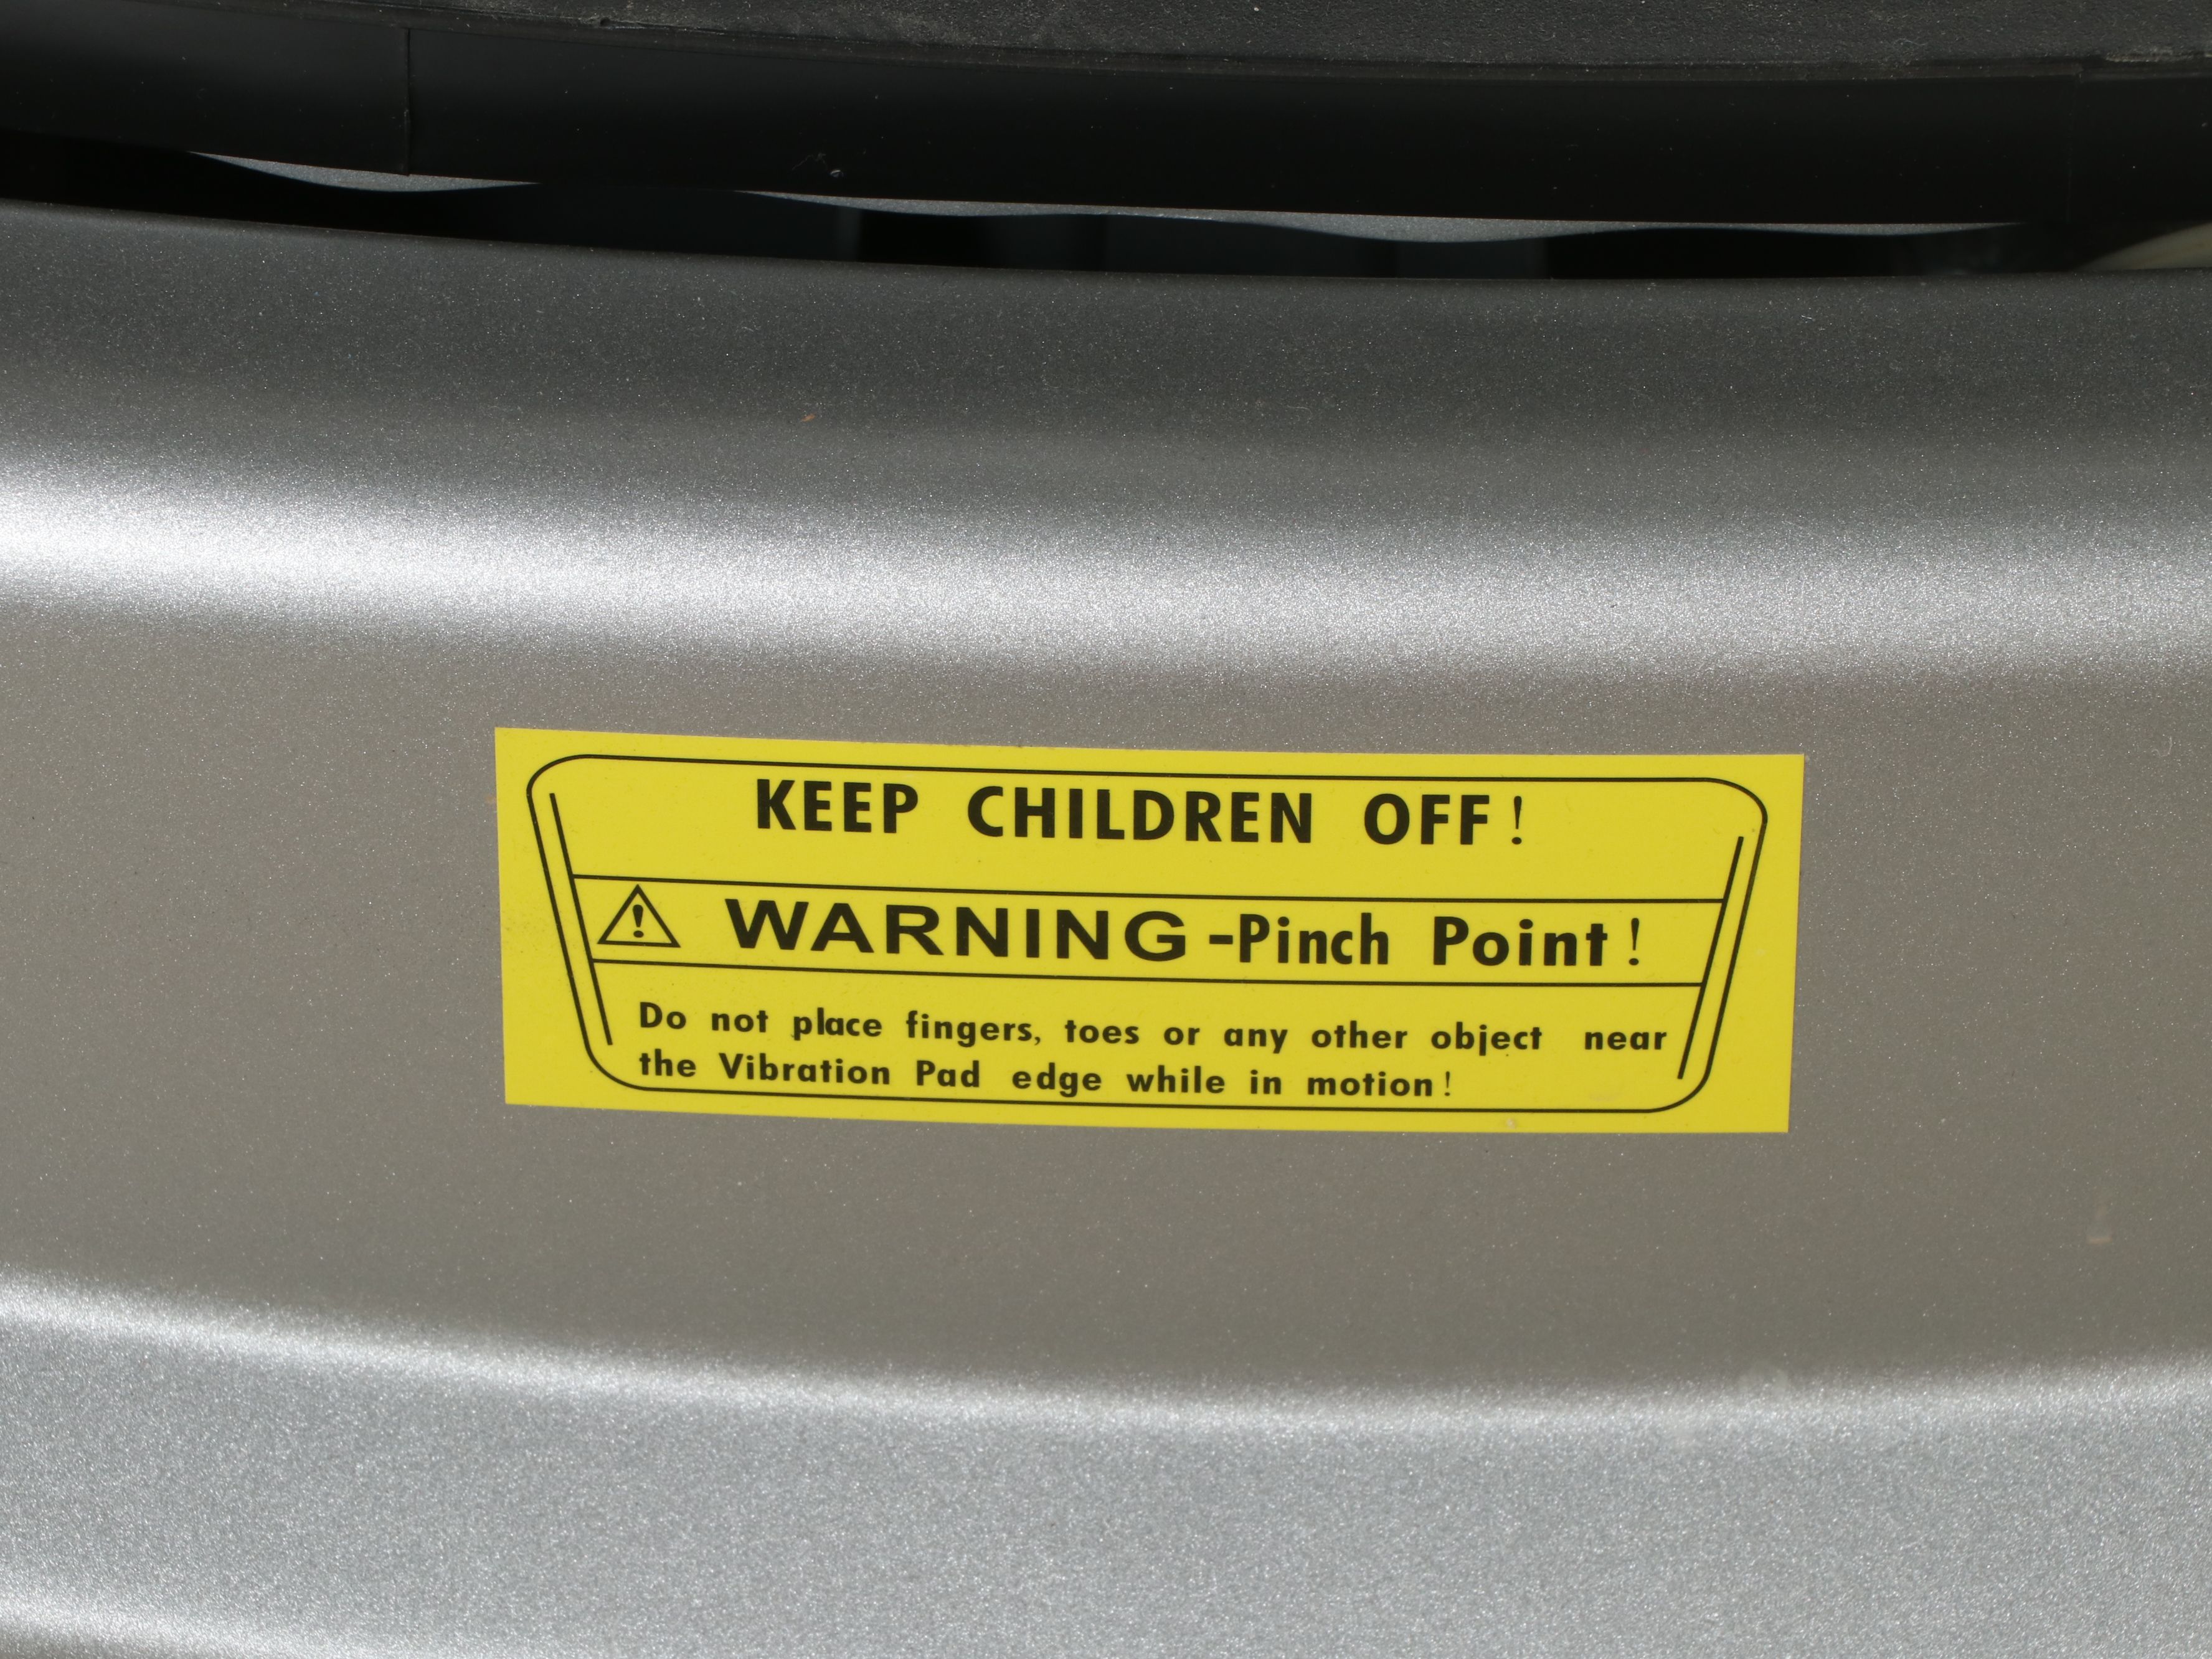 KEEP CHILDREN OFF!
WARNING-Pinch Point!
Do not place fingers, toes or any other object near
the Vibration Pad edge while in motion!